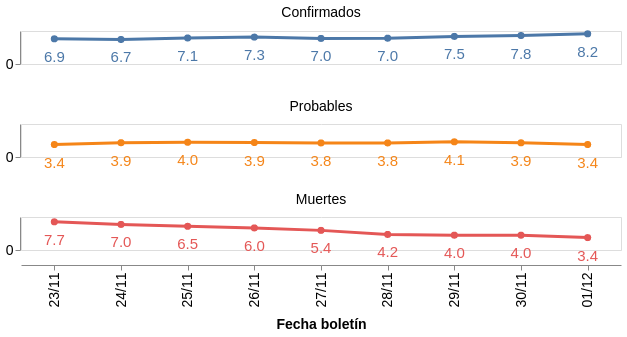 Confirmados
0
6.9 6.7 7.1 7.3 7.0 7.0 7.5 7.8 8.2
Probables
0
3.4 3.9 4.0 3.9 3.8 3.8 4.1 3.9 3.4
Muertes
0
7.7 7.0 6.5 6.0 5.4 4.2 4.0 4.0 3.4
23/11 24/11 25/11 26/11 27/11 28/11 29/11 30/11 01/12
Fecha boletín